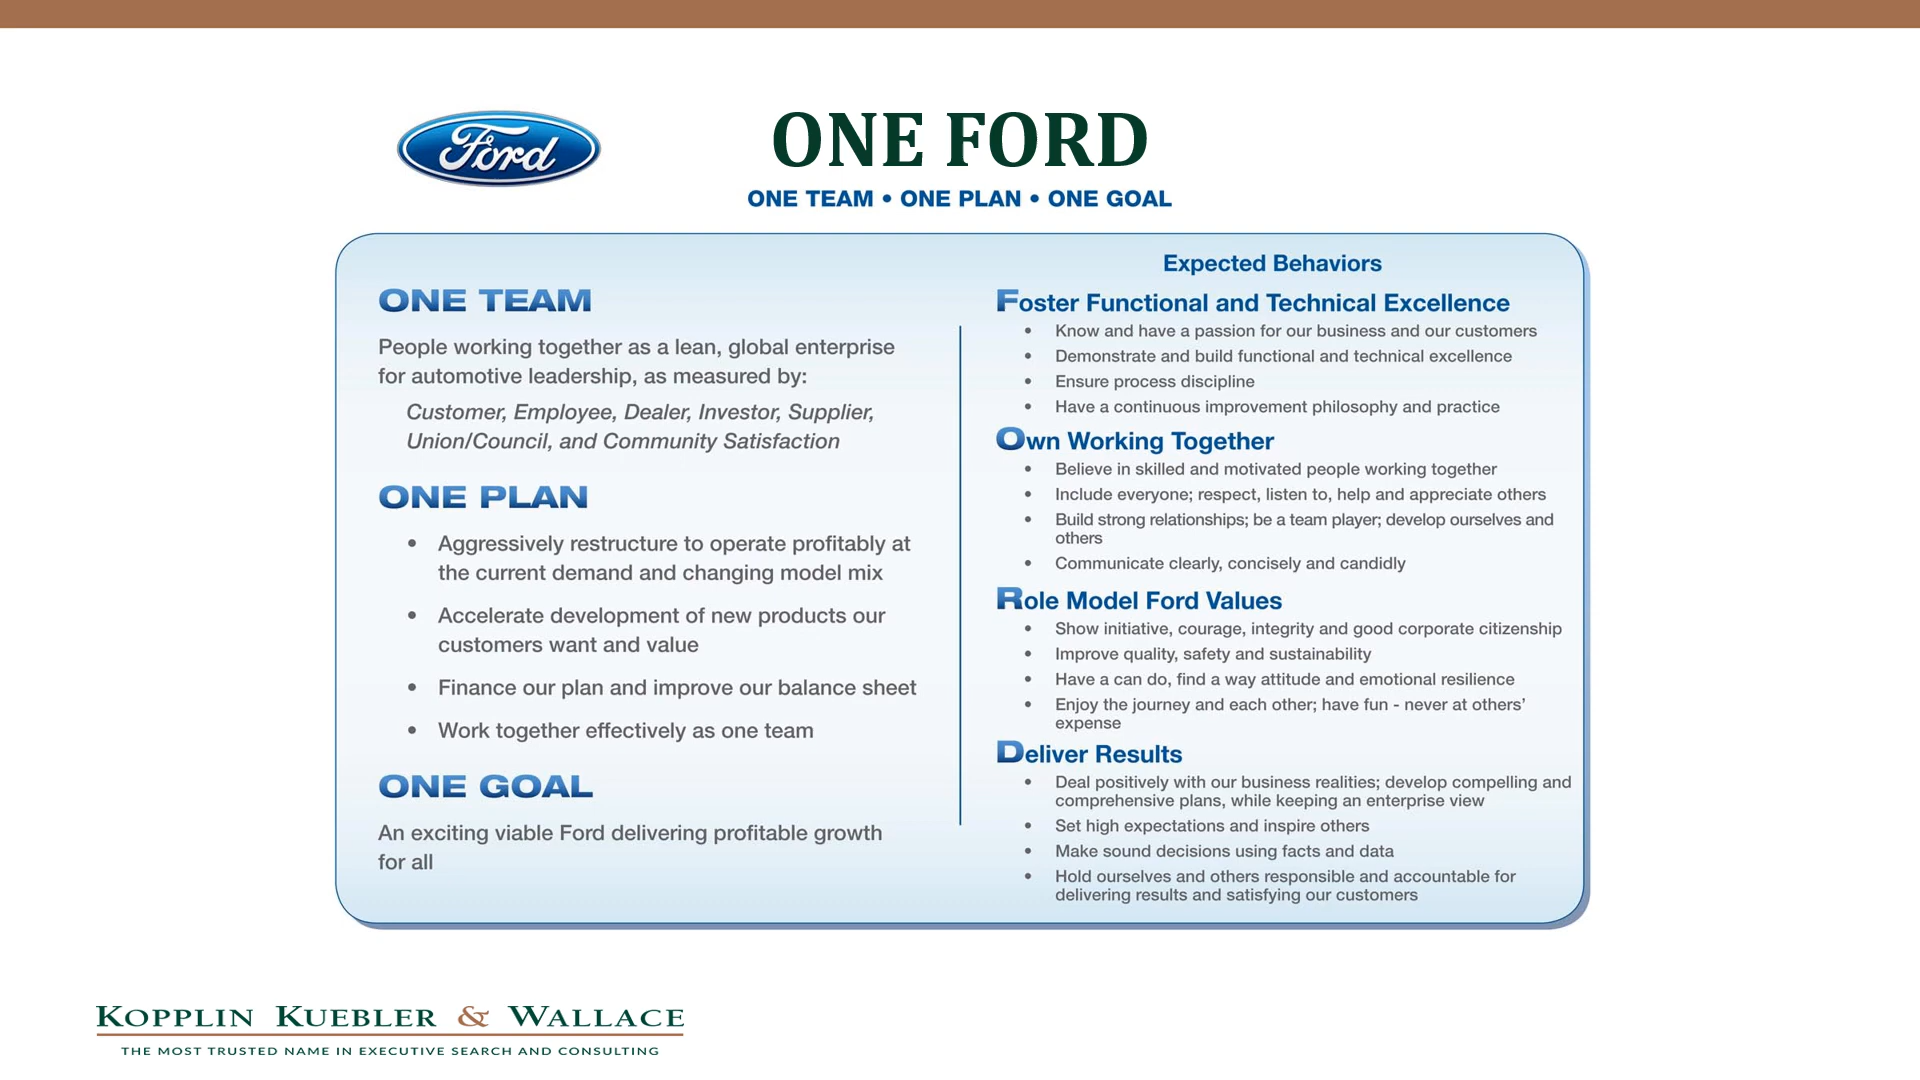 Ford
ONE FORD
ONE TEAM • ONE PLAN • ONE GOAL
ONE TEAM
People working together as a lean, global enterprise
for automotive leadership, as measured by:
Customer, Employee, Dealer, Investor, Supplier,
Union/Council, and Community Satisfaction
ONE PLAN
• Aggressively restructure to operate profitably at
the current demand and changing model mix
• Accelerate development of new products our
customers want and value
• Finance our plan and improve our balance sheet
• Work together effectively as one team
ONE GOAL
An exciting viable Ford delivering profitable growth
for all
Expected Behaviors
Foster Functional and Technical Excellence
• Know and have a passion for our business and our customers
• Demonstrate and build functional and technical excellence
• Ensure process discipline
• Have a continuous improvement philosophy and practice
Own Working Together
• Believe in skilled and motivated people working together
• Include everyone; respect, listen to, help and appreciate others
• Build strong relationships; be a team player; develop ourselves and
others
• Communicate clearly, concisely and candidly
Role Model Ford Values
• Show initiative, courage, integrity and good corporate citizenship
• Improve quality, safety and sustainability
• Have a can do, find a way attitude and emotional resilience
• Enjoy the journey and each other; have fun - never at others’
expense
Deliver Results
• Deal positively with our business realities; develop compelling and
comprehensive plans, while keeping an enterprise view
• Set high expectations and inspire others
• Make sound decisions using facts and data
• Hold ourselves and others responsible and accountable for
delivering results and satisfying our customers
KOPPLIN KUEBLER & WALLACE
THE MOST TRUSTED NAME IN EXECUTIVE SEARCH AND CONSULTING